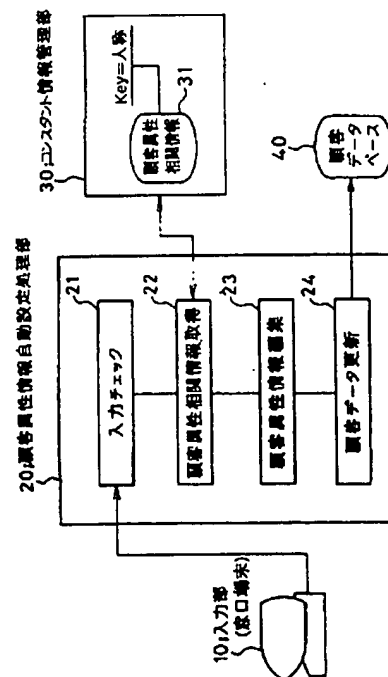 30;コンスタント情報管理部
Key=人称
顧客属性
相関情報
31
20;顧客属性情報自動設定処理部
21
入力チェック
22
顧客属性相関情報取得
23
顧客属性情報編集
24
顧客データ更新
40
顧客
データ
ベース
10;入力部
(窓口端末)